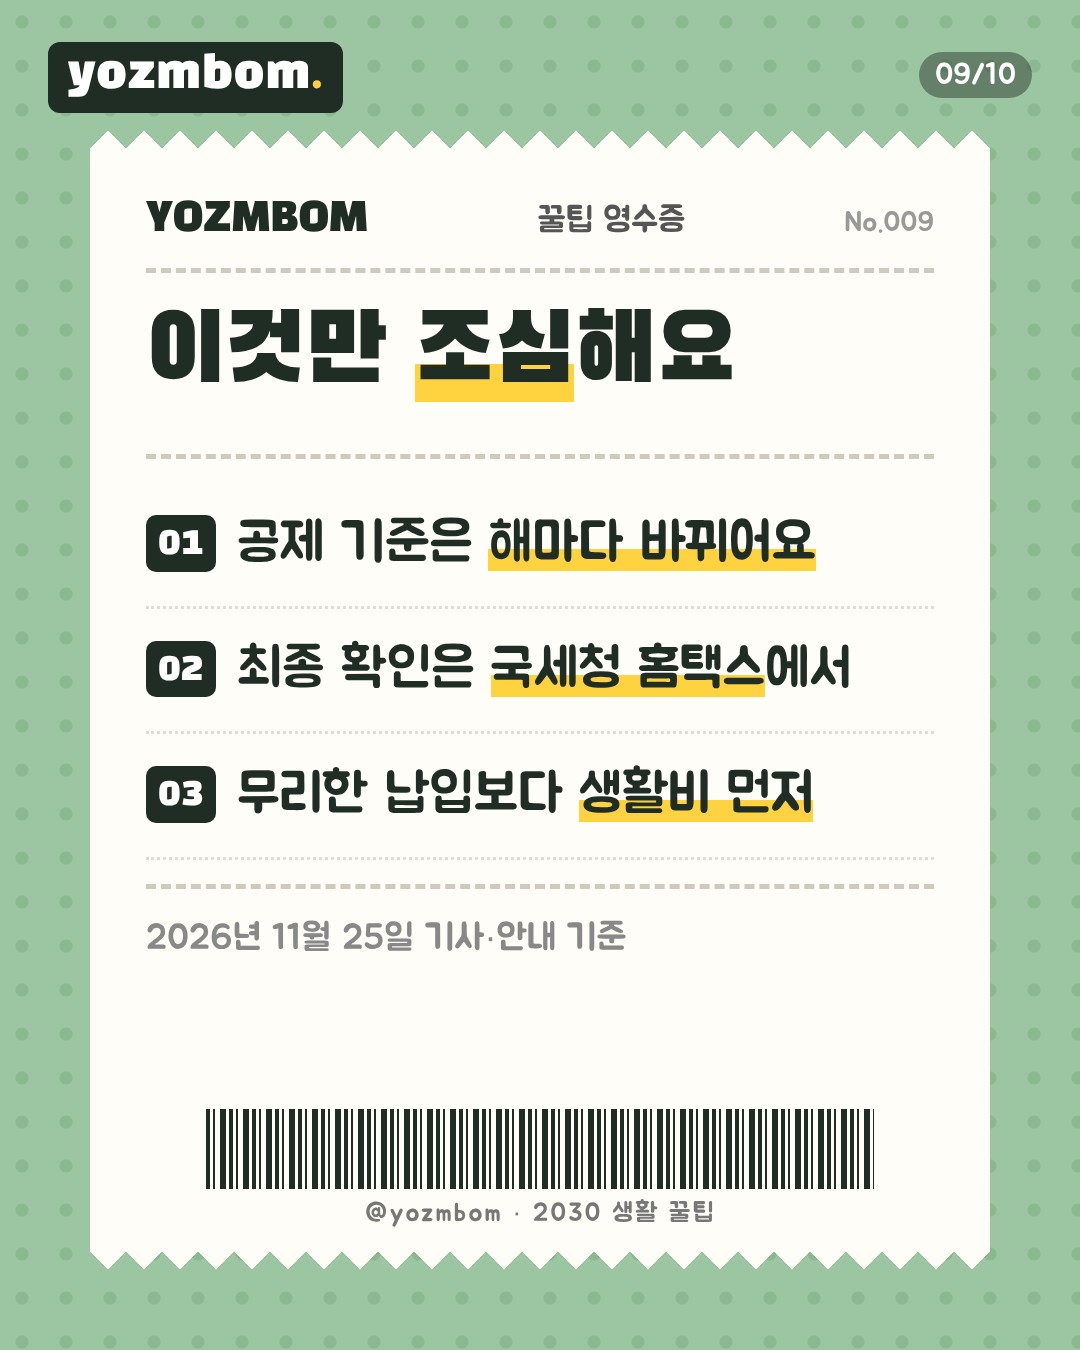 yozmbom.
09/10
YOZMBOM 꿀팁 영수증 No.009
이것만 조심해요
01 공제 기준은 해마다 바뀌어요
02 최종 확인은 국세청 홈택스에서
03 무리한 납입보다 생활비 먼저
2026년 11월 25일 기사·안내 기준
@yozmbom · 2030 생활 꿀팁